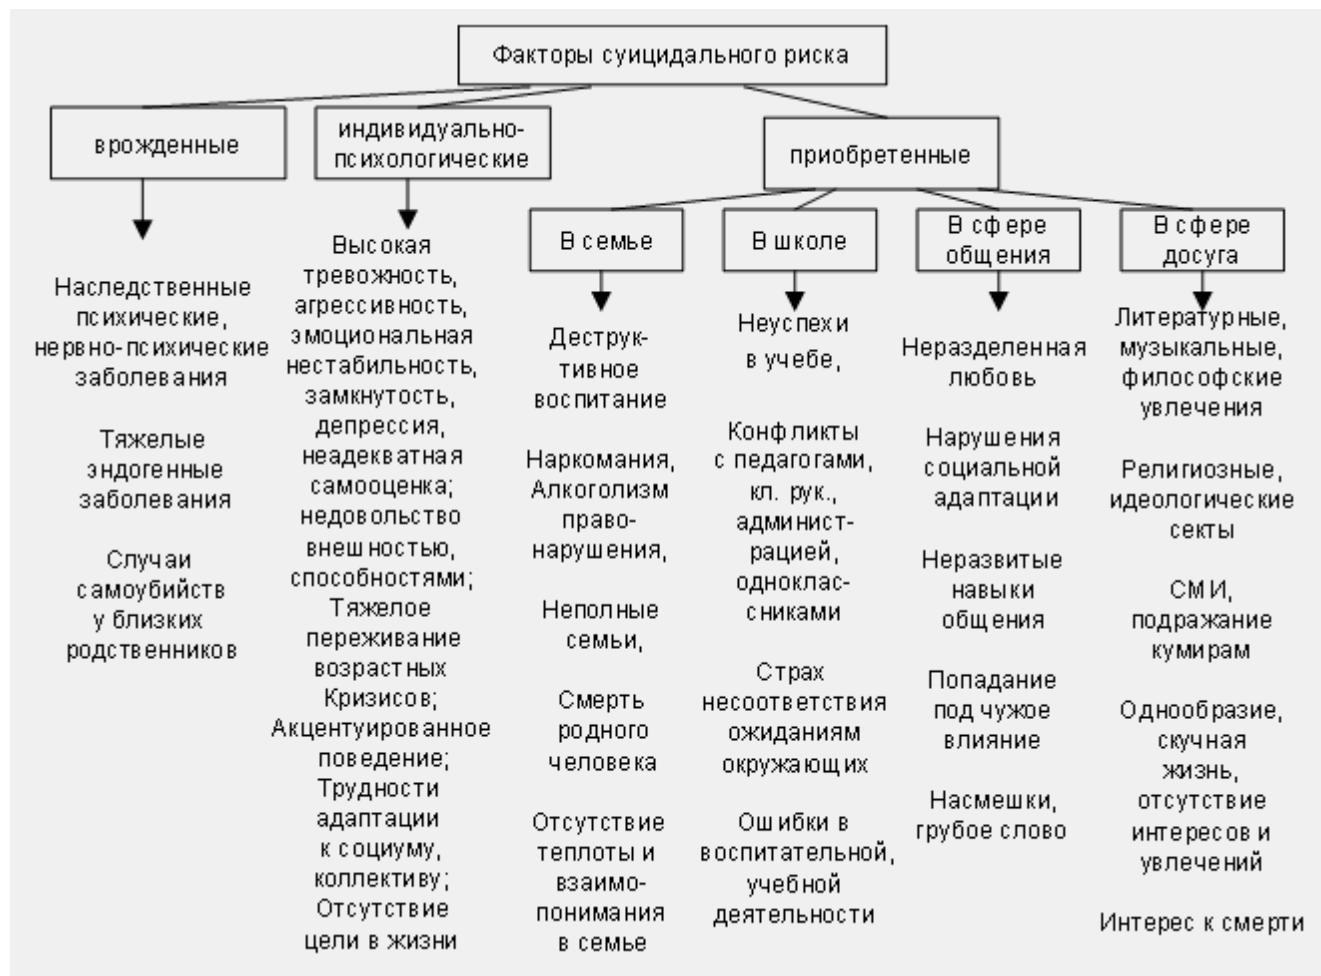 Факторы суицидального риска
врожденные
индивидуально-
психологические
приобретенные
В семье
В школе
В сфере
общения
В сфере
досуга
Наследственные
психические,
нервно-психические
заболевания
Тяжелые
эндогенные
заболевания
Случаи
самоубийств
у близких
родственников
Высокая
тревожность,
агрессивность,
эмоциональная
нестабильность,
замкнутость,
депрессия,
неадекватная
самооценка;
недовольство
внешностью,
способностями;
Тяжелое
переживание
возрастных
Кризисов;
Акцентуированное
поведение;
Трудности
адаптации
к социуму,
коллективу;
Отсутствие
цели в жизни
Деструк-
тивное
воспитание
Наркомания,
Алкоголизм
право-
нарушения,
Неполные
семьи,
Смерть
родного
человека
Отсутствие
теплоты и
взаимо-
понимания
в семье
Неуспехи
в учебе,
Конфликты
с педагогами,
кл. рук.,
админист-
рацией,
одноклас-
сниками
Страх
несоответствия
ожиданиям
окружающих
Ошибки в
воспитательной,
учебной
деятельности
Неразделенная
любовь
Нарушения
социальной
адаптации
Неразвитые
навыки
общения
Попадание
под чужое
влияние
Насмешки,
грубое слово
Литературные,
музыкальные,
философские
увлечения
Религиозные,
идеологические
секты
СМИ,
подражание
кумирам
Однообразие,
скучная
жизнь,
отсутствие
интересов и
увлечений
Интерес к смерти